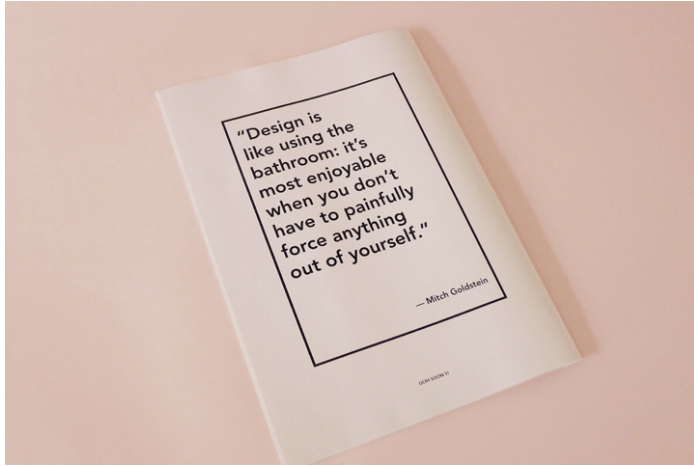 “Design is
like using the
bathroom: it’s
most enjoyable
when you don’t
have to painfully
force anything
out of yourself.”
— Mitch Goldstein